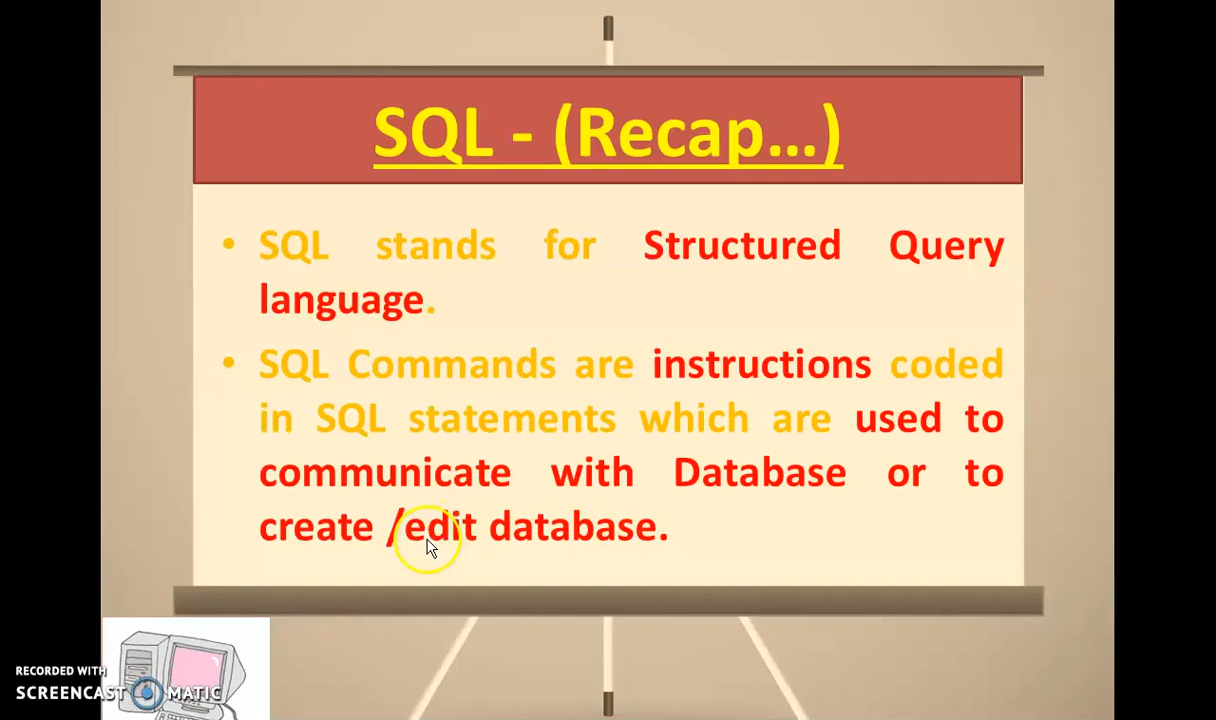 SQL - (Recap...)
• SQL stands for Structured Query
language.
• SQL Commands are instructions coded
in SQL statements which are used to
communicate with Database or to
create /edit database.
RECORDED WITH
SCREENCAST MATIC